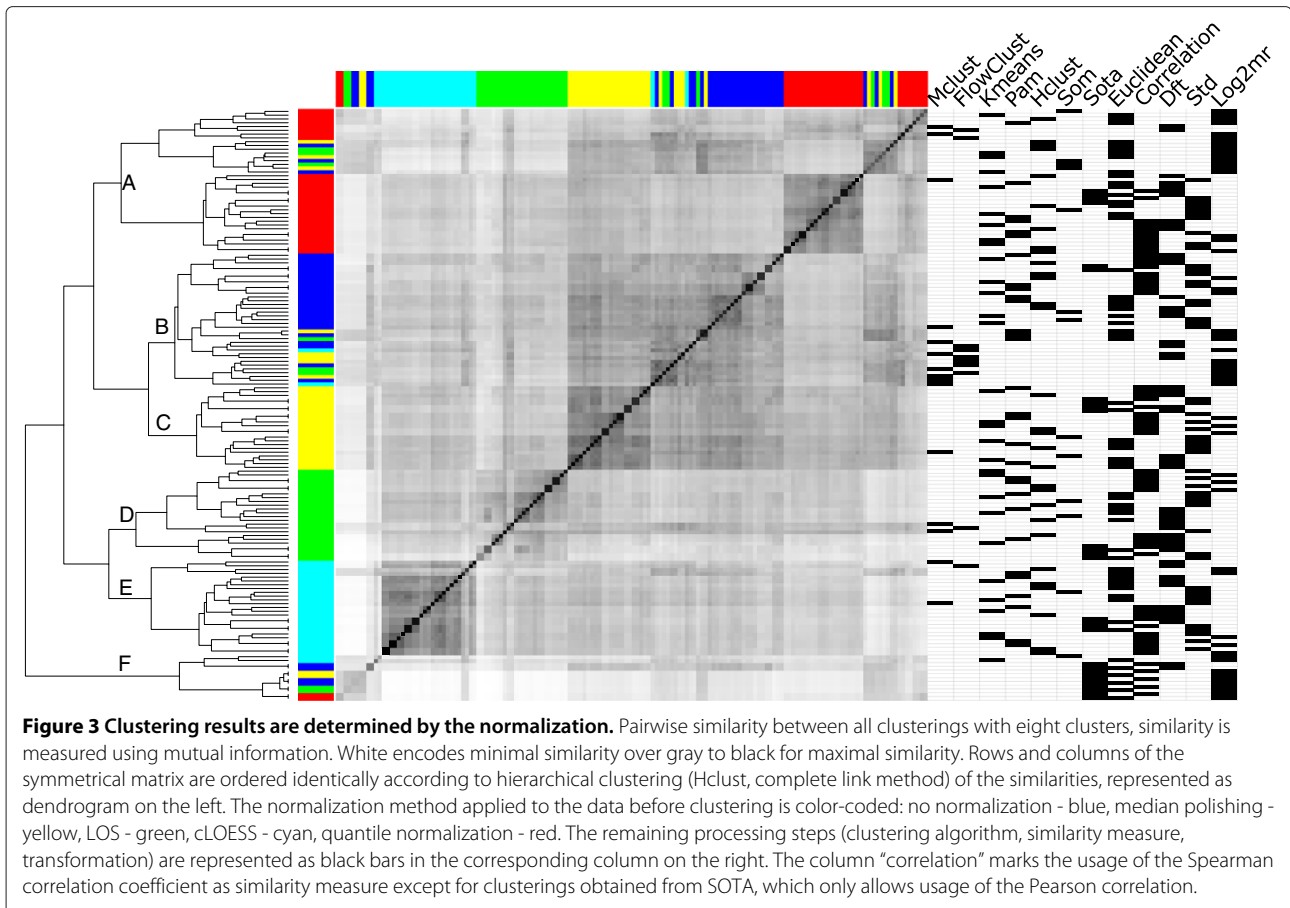 Mclust
FlowClust
Kmeans
Pam
Hclust
Som
Sota
Euclidean
Correlation
Dft
Std
Log2mr
A
B
C
D
E
F
Figure 3 Clustering results are determined by the normalization. Pairwise similarity between all clusterings with eight clusters, similarity is
measured using mutual information. White encodes minimal similarity over gray to black for maximal similarity. Rows and columns of the
symmetrical matrix are ordered identically according to hierarchical clustering (Hclust, complete link method) of the similarities, represented as
dendrogram on the left. The normalization method applied to the data before clustering is color-coded: no normalization - blue, median polishing -
yellow, LOS - green, cLOESS - cyan, quantile normalization - red. The remaining processing steps (clustering algorithm, similarity measure,
transformation) are represented as black bars in the corresponding column on the right. The column “correlation” marks the usage of the Spearman
correlation coefficient as similarity measure except for clusterings obtained from SOTA, which only allows usage of the Pearson correlation.